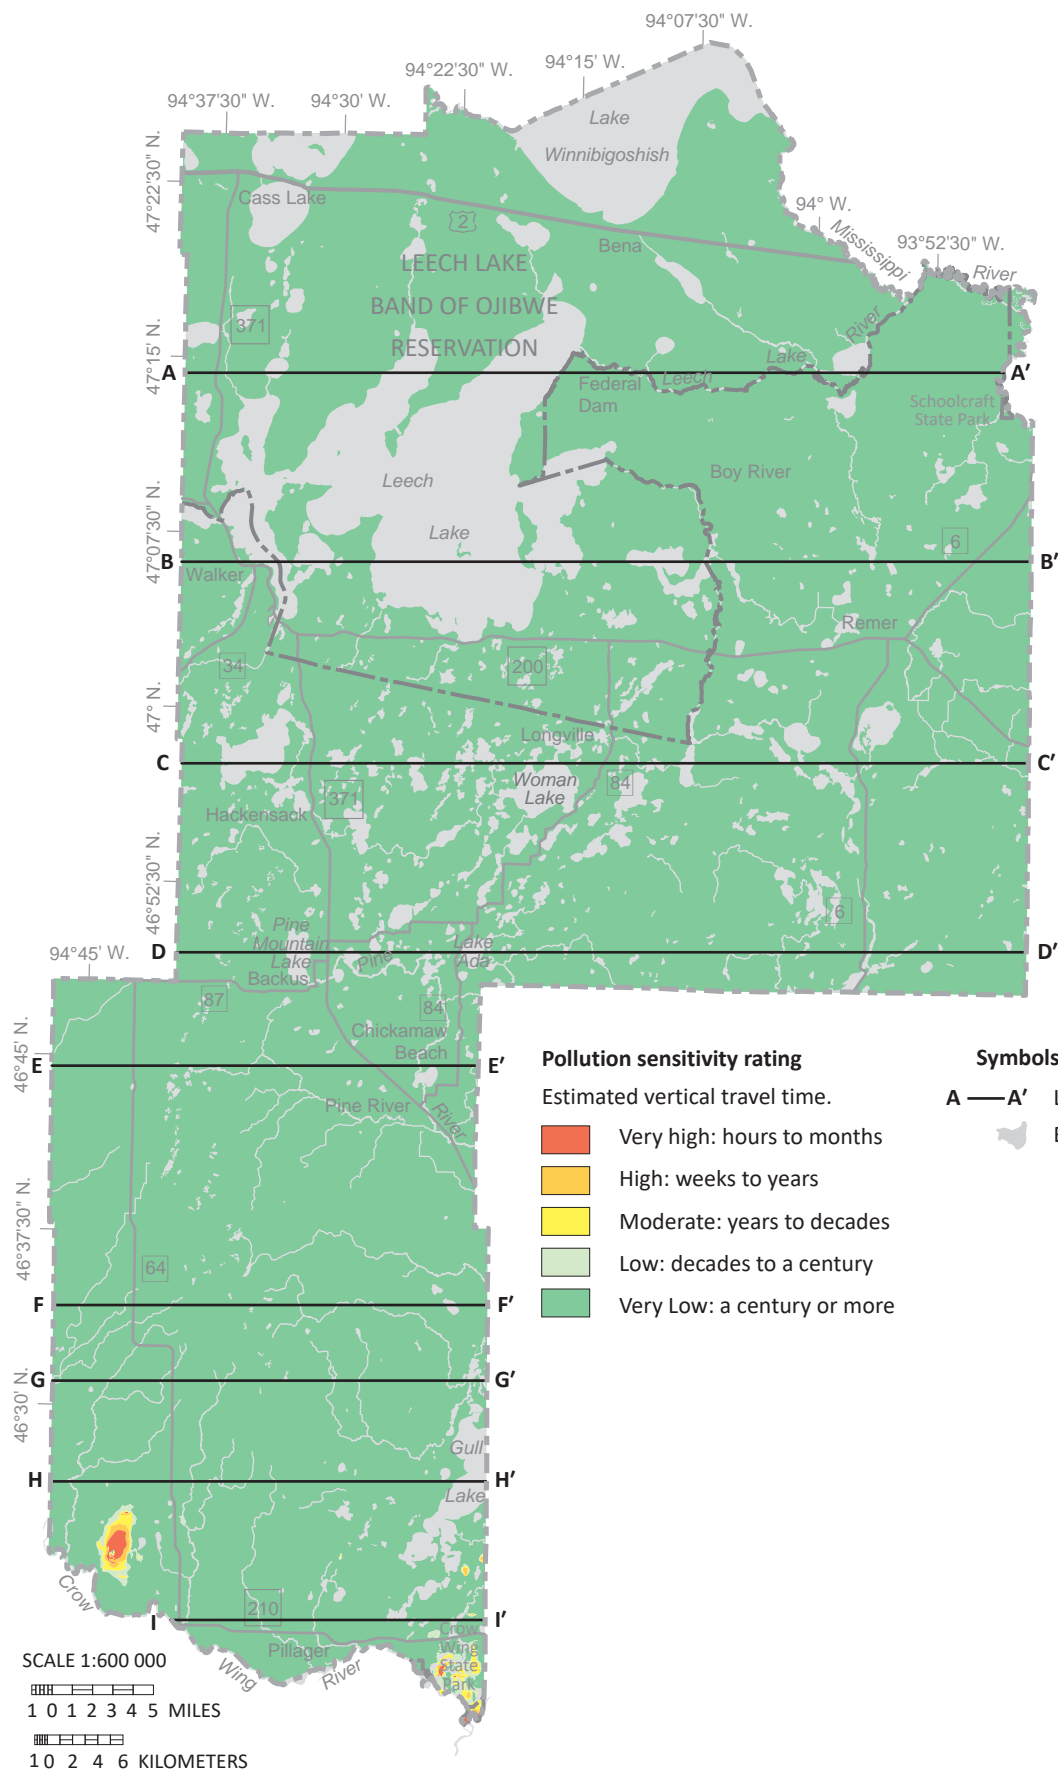 94°07'30" W.
94°15' W.
94°22'30" W.
94°37'30" W.
94°30' W.
Lake
Winnibigoshish
47°22'30" N.
Cass Lake
94° W.
2
Bena
Mississippi
93°52'30" W.
River
LEECH LAKE
BAND OF OJIBWE
RESERVATION
371
River
47°15' N.
Lake
A
Leech
A'
Federal
Dam
Schoolcraft
State Park
Boy River
Leech
Lake
47°07'30" N.
6
B
B'
Walker
Remer
34
200
47° N.
Longville
C
C'
Woman
Lake
84
371
Hackensack
46°52'30" N.
6
Pine
Mountain
Lake
Lake
Ada
94°45' W.
D
Pine
D'
Backus
87
84
Chickamaw
Beach
46°45' N.
E
E'
Pine River
River
Pollution sensitivity rating
Symbols
Estimated vertical travel time.
A
A'
L
Very high: hours to months
E
High: weeks to years
Moderate: years to decades
Low: decades to a century
Very Low: a century or more
46°37'30" N.
64
F
F'
G
G'
46°30' N.
Gull
Lake
H
H'
Crow
210
I
I'
Crow
Wing
State
Park
Pillager
Wing
River
SCALE 1:600 000
1 0 1 2 3 4 5 MILES
1 0 2 4 6 KILOMETERS